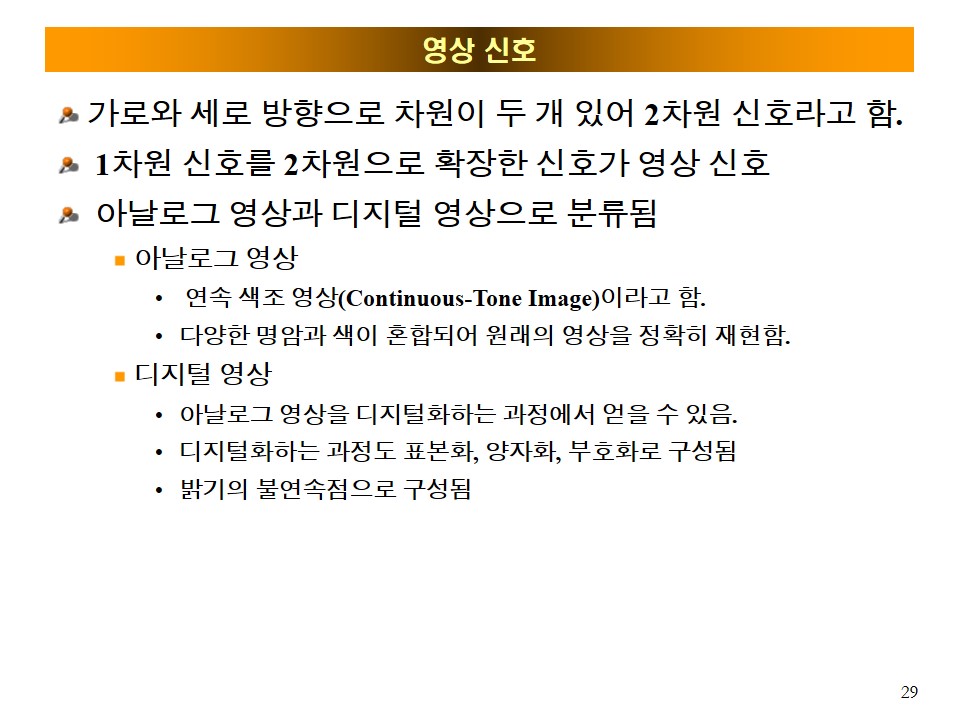 영상 신호
가로와 세로 방향으로 차원이 두 개 있어 2차원 신호라고 함.
1차원 신호를 2차원으로 확장한 신호가 영상 신호
아날로그 영상과 디지털 영상으로 분류됨
아날로그 영상
• 연속 색조 영상(Continuous-Tone Image)이라고 함.
• 다양한 명암과 색이 혼합되어 원래의 영상을 정확히 재현함.
디지털 영상
• 아날로그 영상을 디지털화하는 과정에서 얻을 수 있음.
• 디지털화하는 과정도 표본화, 양자화, 부호화로 구성됨
• 밝기의 불연속점으로 구성됨
29